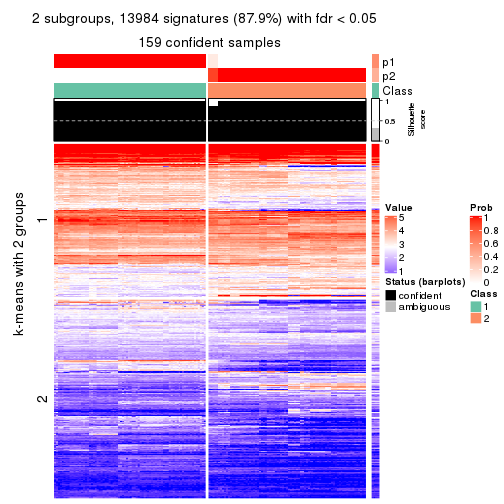 2 subgroups, 13984 signatures (87.9%) with fdr < 0.05
159 confident samples
p1
p2
Class
1
0.5
0
Silhouette
score
k-means with 2 groups
1
2
Value
5
4
3
2
1
Status (barplots)
confident
ambiguous
Prob
1
0.8
0.6
0.4
0.2
0
Class
1
2